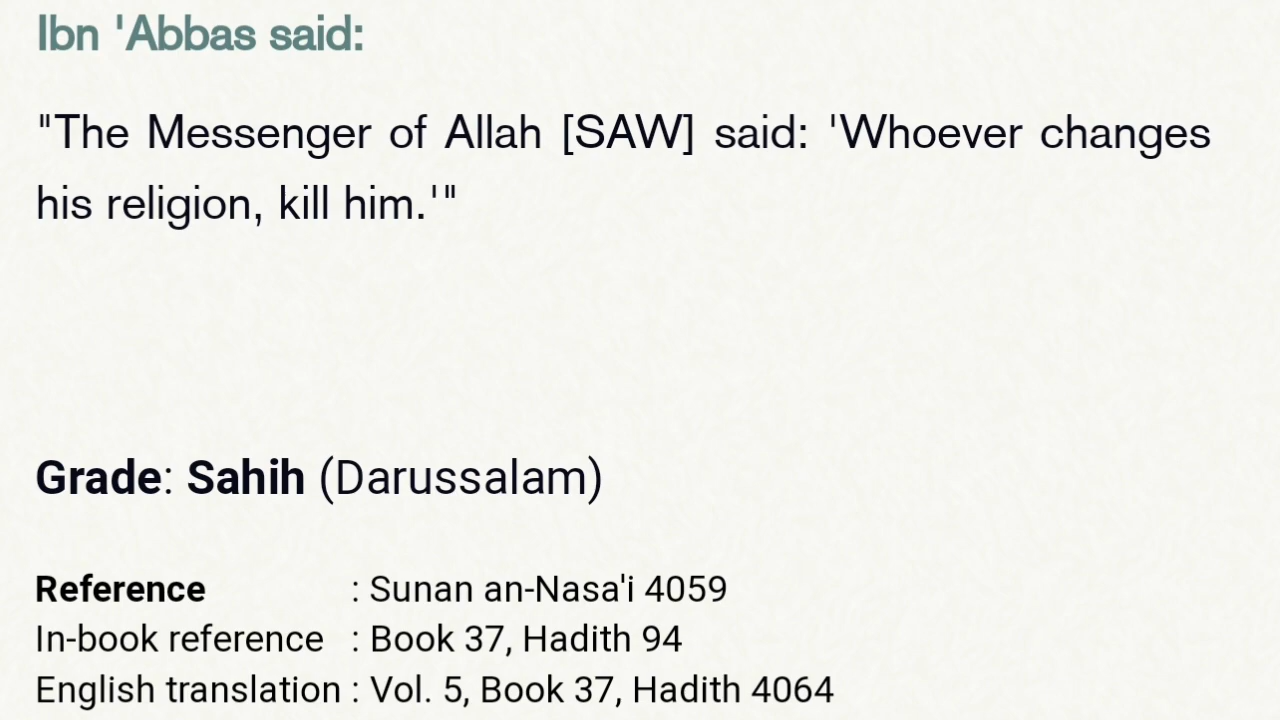 Ibn 'Abbas said:
"The Messenger of Allah [SAW] said: 'Whoever changes
his religion, kill him.'"
Grade: Sahih (Darussalam)
Reference : Sunan an-Nasa'i 4059
In-book reference : Book 37, Hadith 94
English translation : Vol. 5, Book 37, Hadith 4064